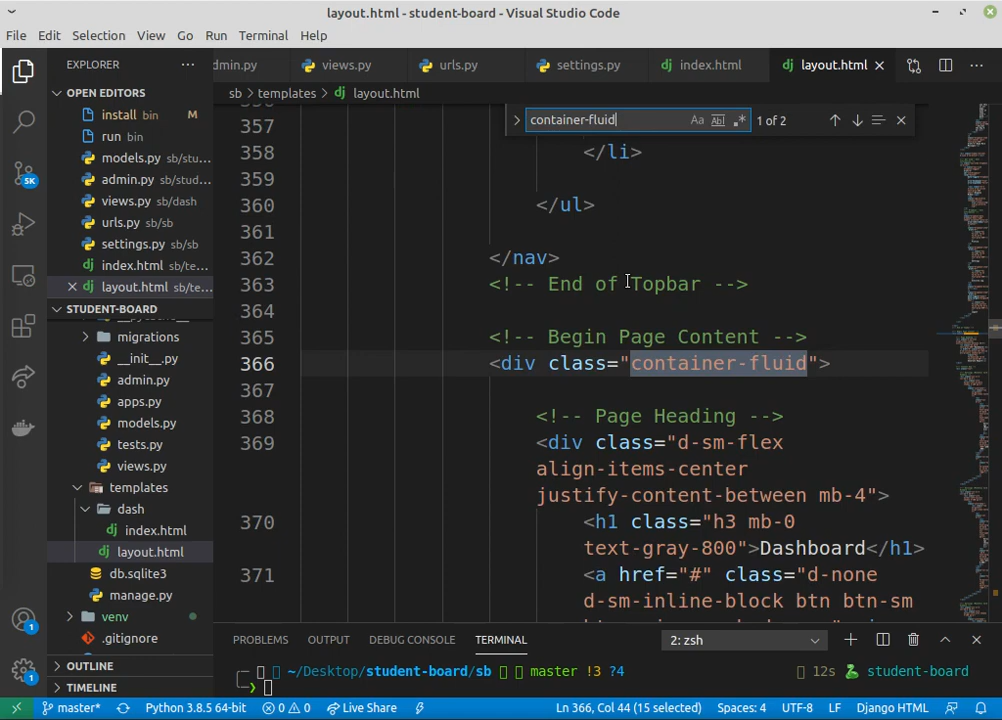 layout.html - student-board - Visual Studio Code
File Edit Selection View Go Run Terminal Help
EXPLORER
dmin.py views.py urls.py settings.py index.html layout.html
OPEN EDITORS
sb > templates > layout.html
install bin M
run bin
models.py sb/stu...
admin.py sb/stud...
views.py sb/dash
urls.py sb/sb
settings.py sb/sb
index.html sb/te...
layout.html sb/te...
STUDENT-BOARD
migrations
__init__.py
admin.py
apps.py
models.py
tests.py
views.py
templates
dash
index.html
layout.html
db.sqlite3
manage.py
venv
.gitignore
OUTLINE
TIMELINE
5K
1
1
container-fluid Aa Abl .* 1 of 2
357
358 </li>
359
360 </ul>
361
362 </nav>
363 <!-- End of Topbar -->
364
365 <!-- Begin Page Content -->
366 <div class="container-fluid">
367
368 <!-- Page Heading -->
369 <div class="d-sm-flex
align-items-center
justify-content-between mb-4">
370 <h1 class="h3 mb-0
text-gray-800">Dashboard</h1>
371 <a href="#" class="d-none
d-sm-inline-block btn btn-sm
PROBLEMS OUTPUT DEBUG CONSOLE TERMINAL 2: zsh
~/Desktop/student-board/sb master !3 ?4 12s student-board
master* Python 3.8.5 64-bit 0 0 Live Share Ln 366, Col 44 (15 selected) Spaces: 4 UTF-8 LF Django HTML